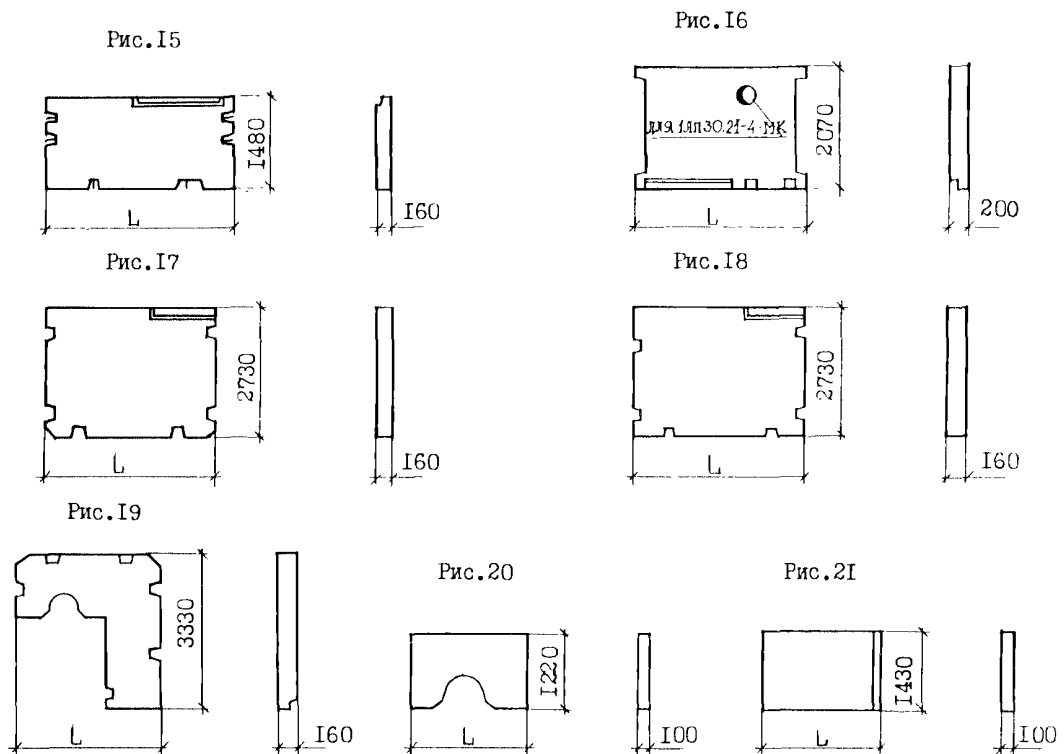 Рис.I5
I480
L
I60
Рис.I6
для 1ЛП30.21-4-МК
2070
L
200
Рис.I7
2730
L
I60
Рис.I8
2730
L
I60
Рис.I9
3330
L
I60
Рис.20
I220
L
I00
Рис.2I
I430
L
I00